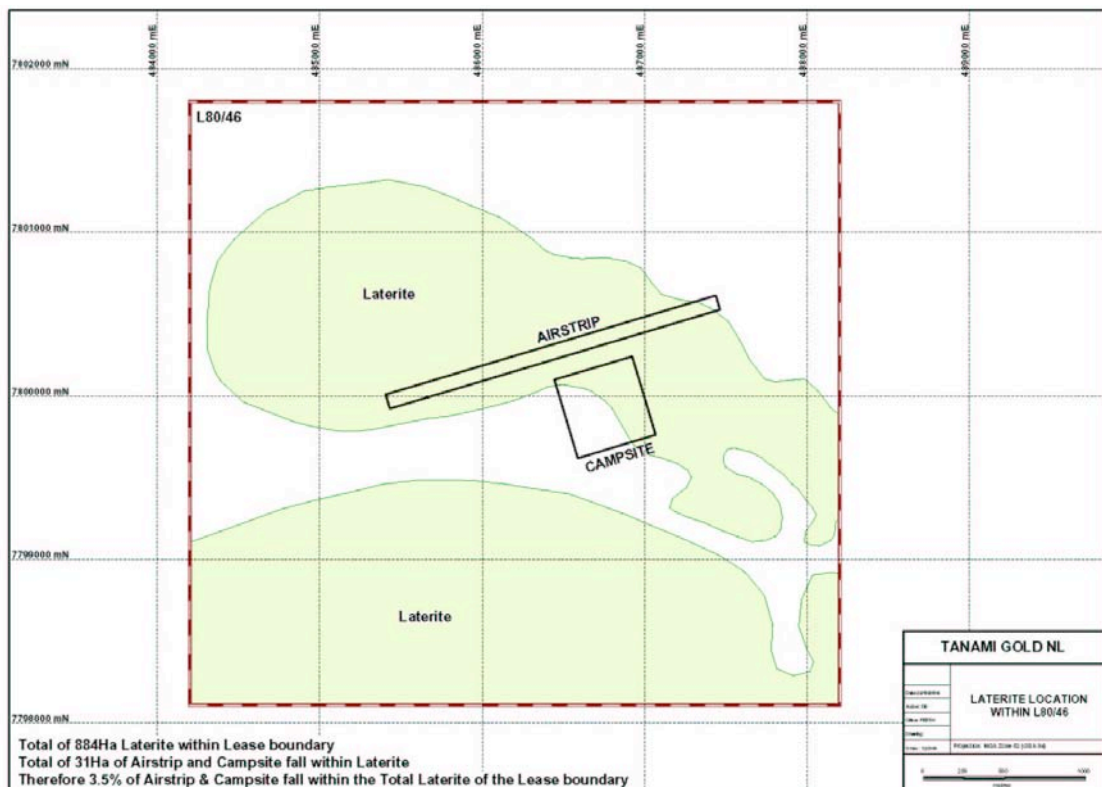 484000 mE
485000 mE
486000 mE
487000 mE
488000 mE
489000 mE
7802000 mN
L80/46
7801000 mN
Laterite
AIRSTRIP
7800000 mN
CAMPSITE
7799000 mN
Laterite
7798000 mN
TANAMI GOLD NL
LATERITE LOCATION
WITHIN L80/46
Total of 884Ha Laterite within Lease boundary
Total of 31Ha of Airstrip and Campsite fall within Laterite
Therefore 3.5% of Airstrip & Campsite fall within the Total Laterite of the Lease boundary